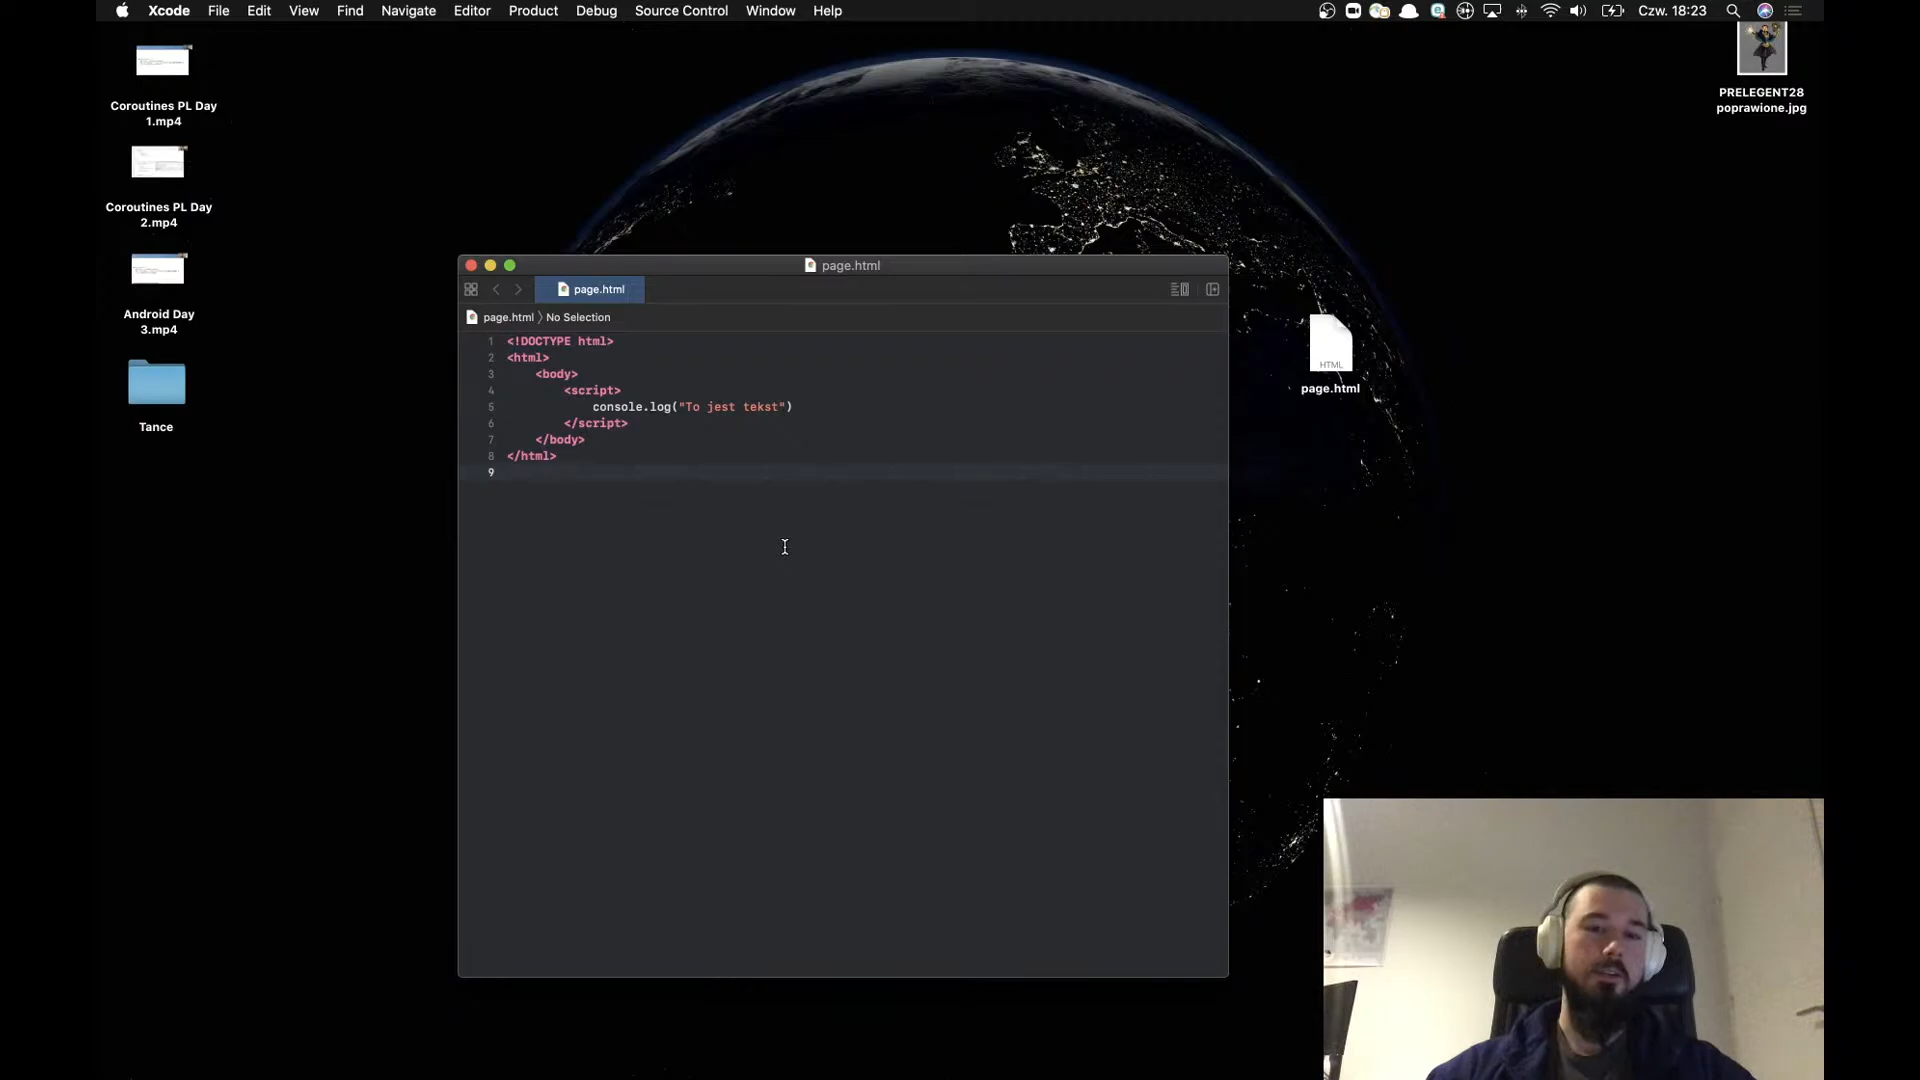 Xcode File Edit View Find Navigate Editor Product Debug Source Control Window Help
Czw. 18:23
Coroutines PL Day
1.mp4
Coroutines PL Day
2.mp4
Android Day
3.mp4
Tance
PRELEGENT28
poprawione.jpg
HTML
page.html
page.html
page.html
page.html 〉 No Selection
1 <!DOCTYPE html>
2 <html>
3 <body>
4 <script>
5 console.log("To jest tekst")
6 </script>
7 </body>
8 </html>
9